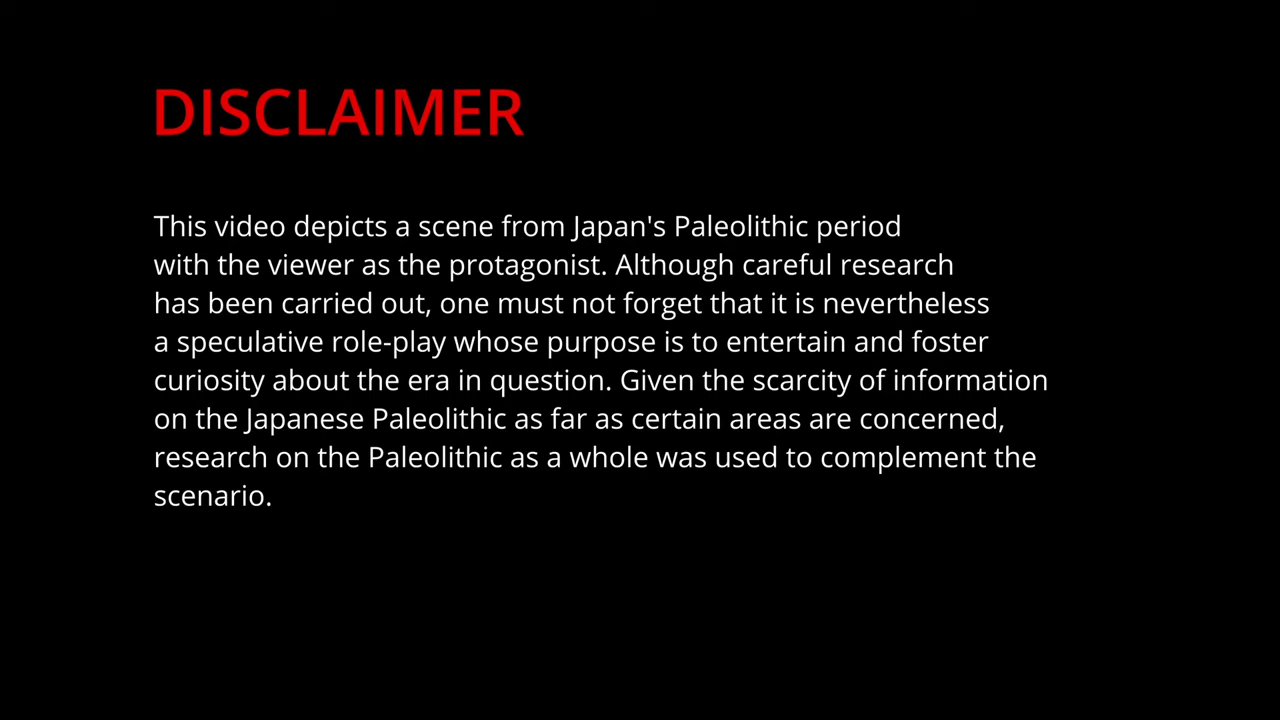 DISCLAIMER
This video depicts a scene from Japan's Paleolithic period
with the viewer as the protagonist. Although careful research
has been carried out, one must not forget that it is nevertheless
a speculative role-play whose purpose is to entertain and foster
curiosity about the era in question. Given the scarcity of information
on the Japanese Paleolithic as far as certain areas are concerned,
research on the Paleolithic as a whole was used to complement the
scenario.